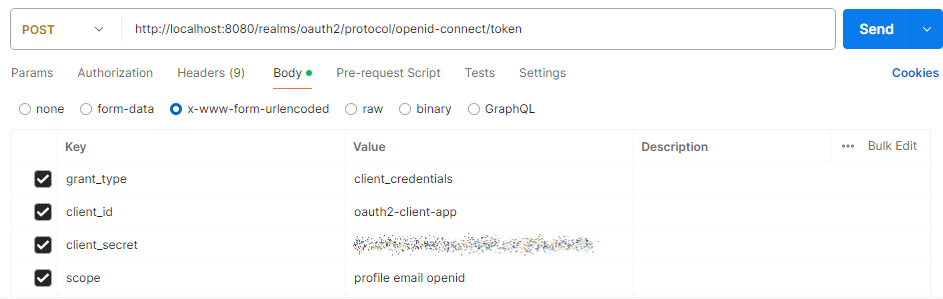 POST http://localhost:8080/realms/oauth2/protocol/openid-connect/token Send
Params Authorization Headers (9) Body Pre-request Script Tests Settings Cookies
none form-data x-www-form-urlencoded raw binary GraphQL
Key Value Description ••• Bulk Edit
grant_type client_credentials
client_id oauth2-client-app
client_secret
scope profile email openid